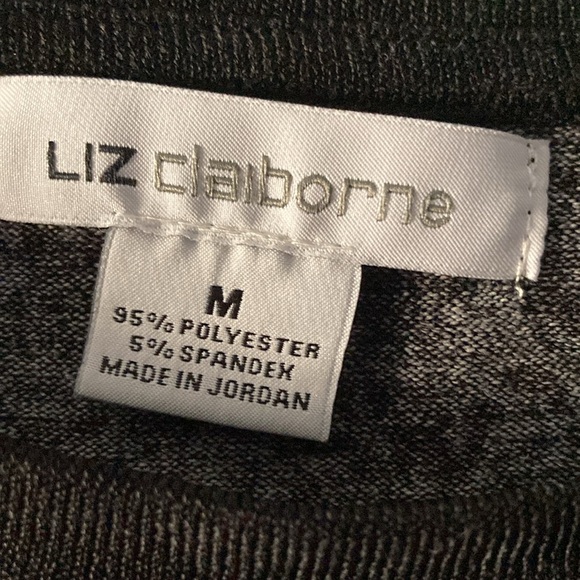 LIZ claiborne
M
95% POLYESTER
5% SPANDEX
MADE IN JORDAN